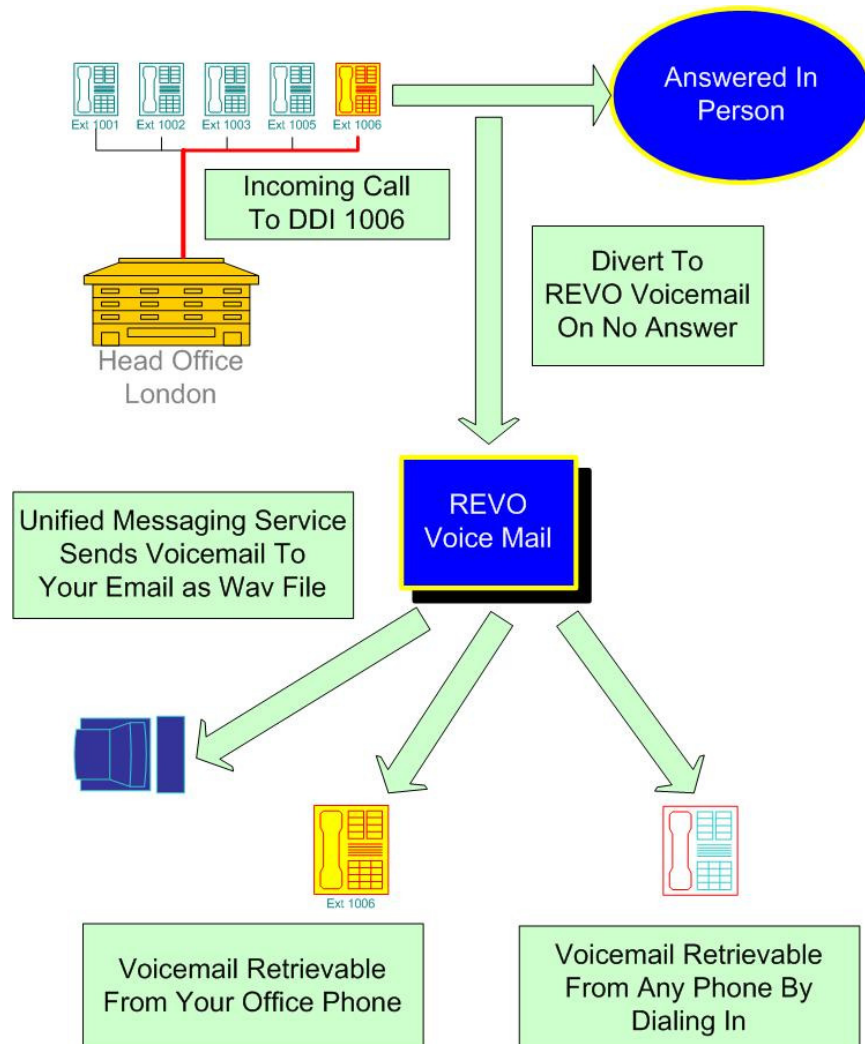 Answered In
Person
Ext 1001
Ext 1002
Ext 1003
Ext 1005
Ext 1006
Incoming Call
To DDI 1006
Divert To
REVO Voicemail
On No Answer
Head Office
London
REVO
Voice Mail
Unified Messaging Service
Sends Voicemail To
Your Email as Wav File
Ext 1006
Voicemail Retrievable
From Your Office Phone
Voicemail Retrievable
From Any Phone By
Dialing In